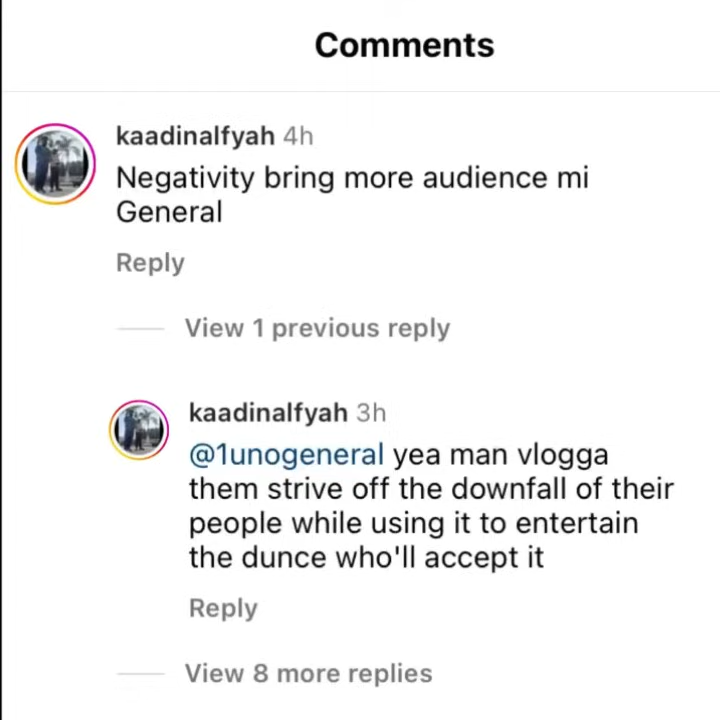 Comments
kaadinalfyah 4h
Negativity bring more audience mi
General
Reply
View 1 previous reply
kaadinalfyah 3h
@1unogeneral yea man vlogga
them strive off the downfall of their
people while using it to entertain
the dunce who'll accept it
Reply
View 8 more replies